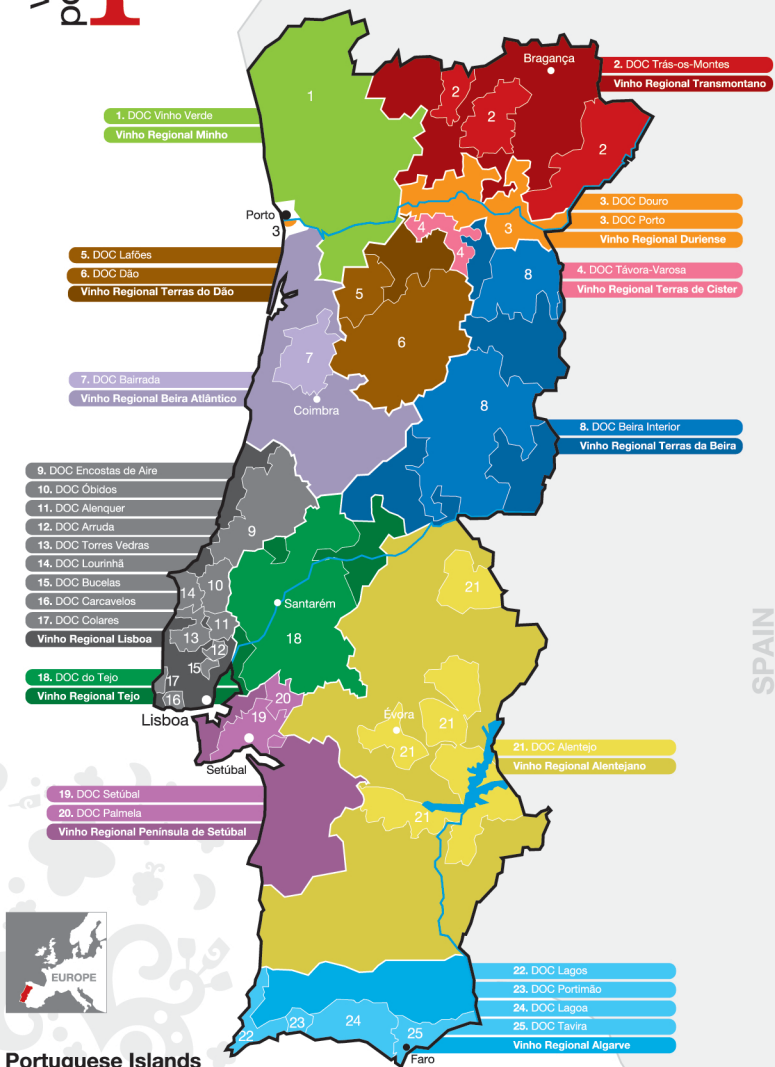 po
1
Bragança
2
2
2
2. DOC Trás-os-Montes
Vinho Regional Transmontano
1. DOC Vinho Verde
Vinho Regional Minho
Porto
3
3
3. DOC Douro
3. DOC Porto
Vinho Regional Duriense
4
4
4. DOC Távora-Varosa
Vinho Regional Terras de Cister
5. DOC Lafões
6. DOC Dão
Vinho Regional Terras do Dão
5
6
8
7. DOC Bairrada
Vinho Regional Beira Atlântico
7
Coimbra
8
8. DOC Beira Interior
Vinho Regional Terras da Beira
9. DOC Encostas de Aire
10. DOC Óbidos
11. DOC Alenquer
12. DOC Arruda
13. DOC Torres Vedras
14. DOC Lourinhã
15. DOC Bucelas
16. DOC Carcavelos
17. DOC Colares
Vinho Regional Lisboa
9
10
14
11
13
12
15
17
16
Santarém
18
21
SPAIN
18. DOC do Tejo
Vinho Regional Tejo
Lisboa
20
19
Setúbal
Évora
21
21
21
21. DOC Alentejo
Vinho Regional Alentejano
19. DOC Setúbal
20. DOC Palmela
Vinho Regional Península de Setúbal
EUROPE
22. DOC Lagos
23. DOC Portimão
24. DOC Lagoa
25. DOC Tavira
Vinho Regional Algarve
22
23
24
25
Faro
Portuguese Islands